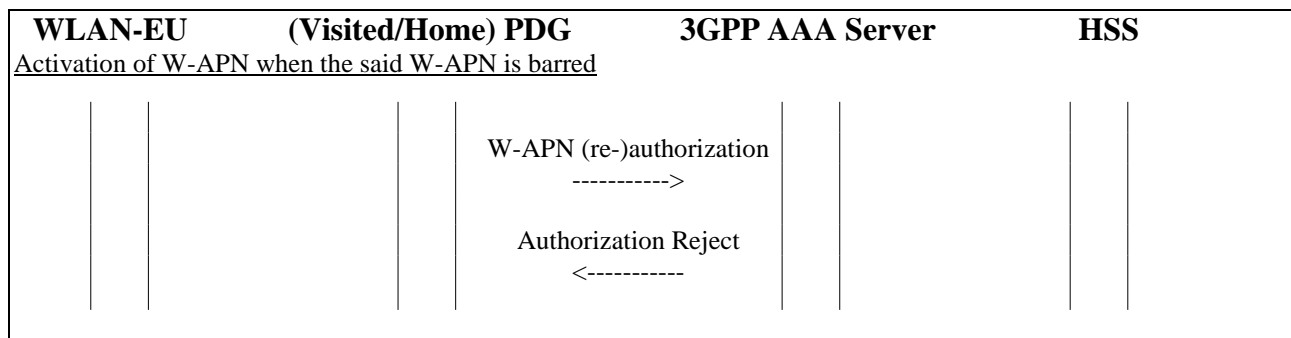 WLAN-EU (Visited/Home) PDG 3GPP AAA Server HSS
Activation of W-APN when the said W-APN is barred
W-APN (re-)authorization
----------->
Authorization Reject
<-----------